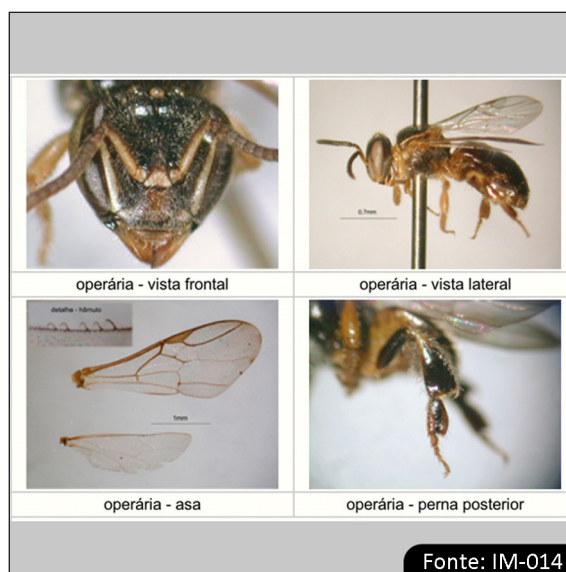 operária - vista frontal
0.7mm
operária - vista lateral
detalhe - hâmulo
1mm
operária - asa
operária - perna posterior
Fonte: IM-014